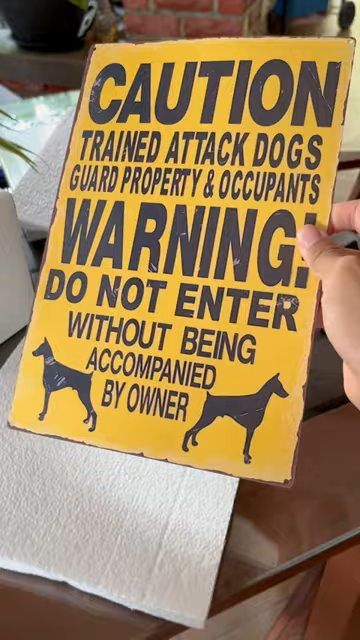 CAUTION
TRAINED ATTACK DOGS
GUARD PROPERTY & OCCUPANTS
WARNING!
DO NOT ENTER
WITHOUT BEING
ACCOMPANIED
BY OWNER